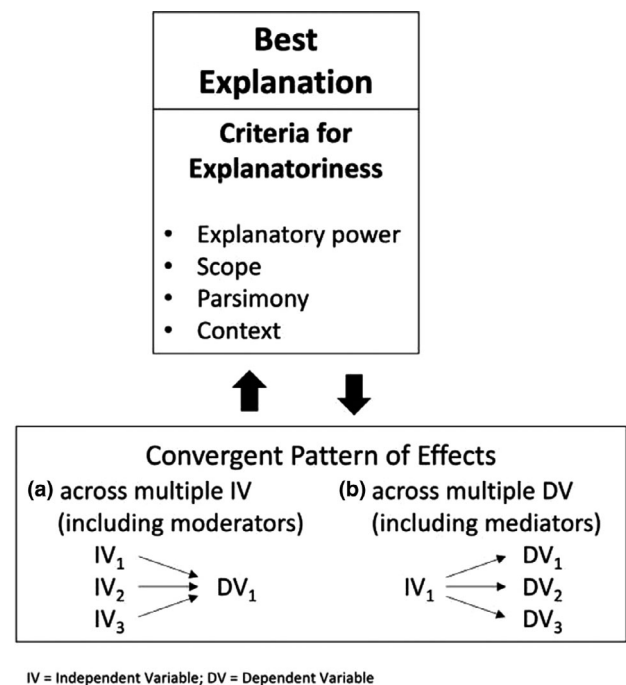 Best
Explanation
Criteria for
Explanatoriness
• Explanatory power
• Scope
• Parsimony
• Context
Convergent Pattern of Effects
(a) across multiple IV
(including moderators)
IV₁
IV₂
IV₃
DV₁
(b) across multiple DV
(including mediators)
IV₁
DV₁
DV₂
DV₃
IV = Independent Variable; DV = Dependent Variable